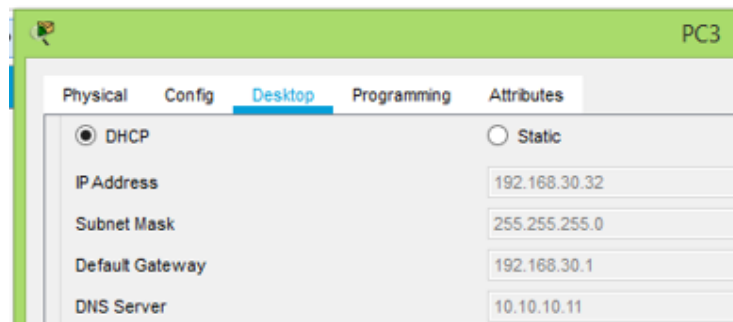 PC3
Physical Config Desktop Programming Attributes
DHCP Static
IP Address 192.168.30.32
Subnet Mask 255.255.255.0
Default Gateway 192.168.30.1
DNS Server 10.10.10.11